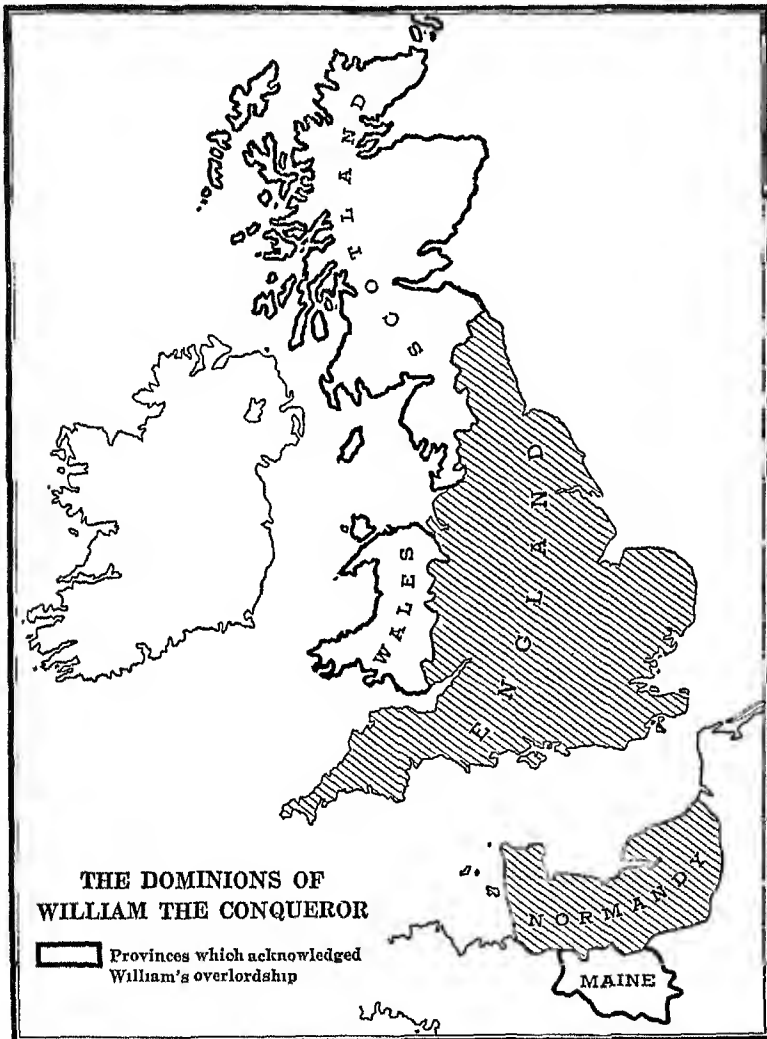 SCOTLAND
ENGLAND
WALES
NORMANDY
MAINE
THE DOMINIONS OF
WILLIAM THE CONQUEROR
Provinces which acknowledged
William's overlordship